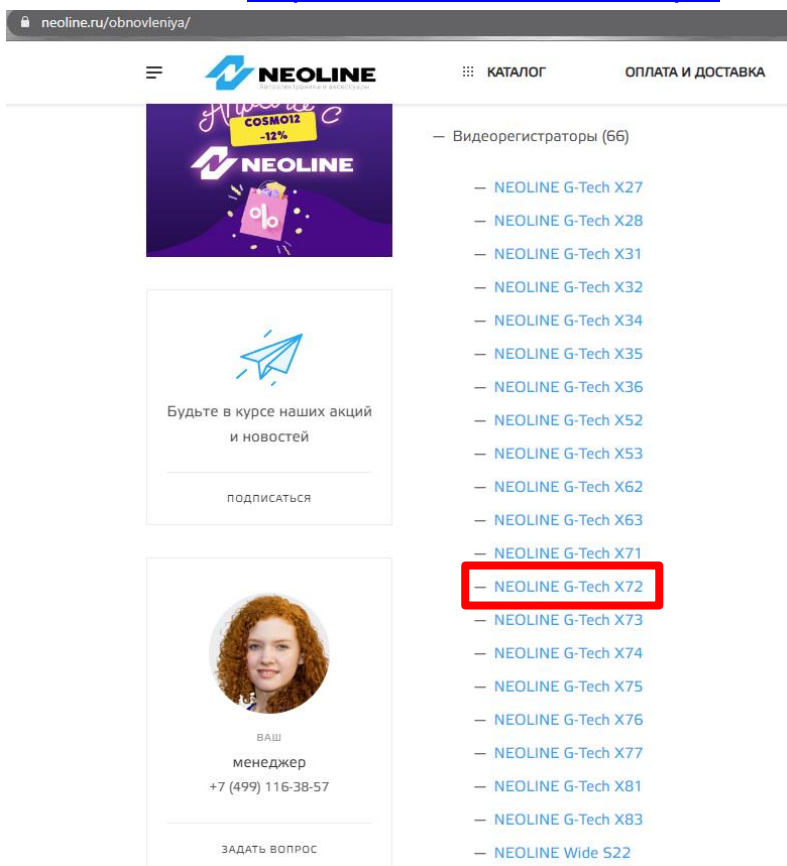 neoline.ru/obnovleniya/
NEOLINE
Автоэлектроника и аксессуары
КАТАЛОГ
ОПЛАТА И ДОСТАВКА
COSMO12
-12%
NEOLINE
%
Будьте в курсе наших акций
и новостей
ПОДПИСАТЬСЯ
ВАШ
менеджер
+7 (499) 116-38-57
ЗАДАТЬ ВОПРОС
— Видеорегистраторы (66)
— NEOLINE G-Tech X27
— NEOLINE G-Tech X28
— NEOLINE G-Tech X31
— NEOLINE G-Tech X32
— NEOLINE G-Tech X34
— NEOLINE G-Tech X35
— NEOLINE G-Tech X36
— NEOLINE G-Tech X52
— NEOLINE G-Tech X53
— NEOLINE G-Tech X62
— NEOLINE G-Tech X63
— NEOLINE G-Tech X71
— NEOLINE G-Tech X72
— NEOLINE G-Tech X73
— NEOLINE G-Tech X74
— NEOLINE G-Tech X75
— NEOLINE G-Tech X76
— NEOLINE G-Tech X77
— NEOLINE G-Tech X81
— NEOLINE G-Tech X83
— NEOLINE Wide S22